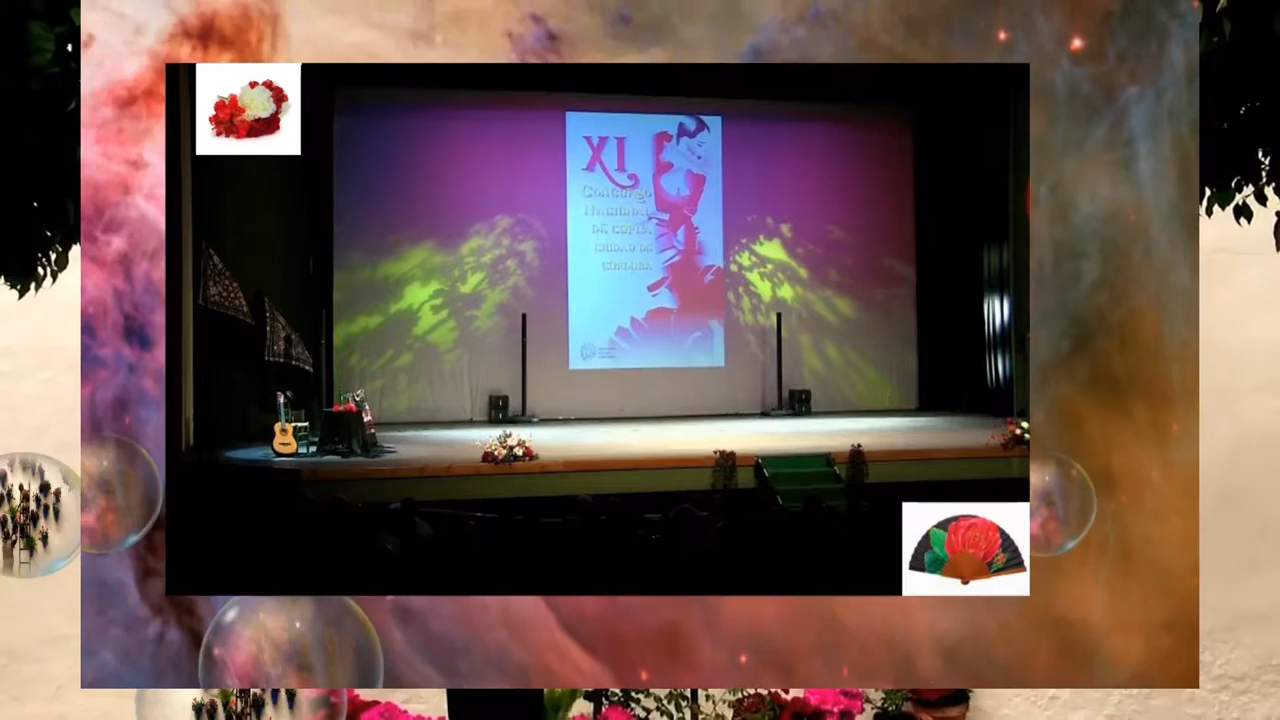 XI
Concurso
Nacional
de Copla
Ciudad de
Córdoba